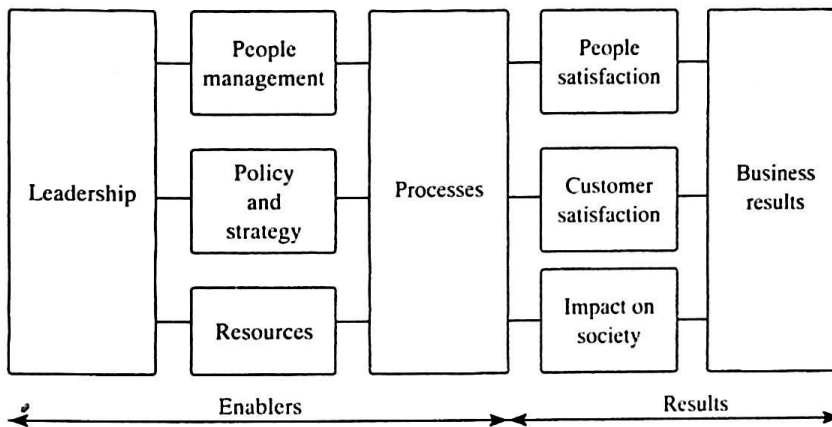 People
management
People
satisfaction
Leadership
Policy
and
strategy
Processes
Customer
satisfaction
Business
results
Resources
Impact on
society
Enablers
Results